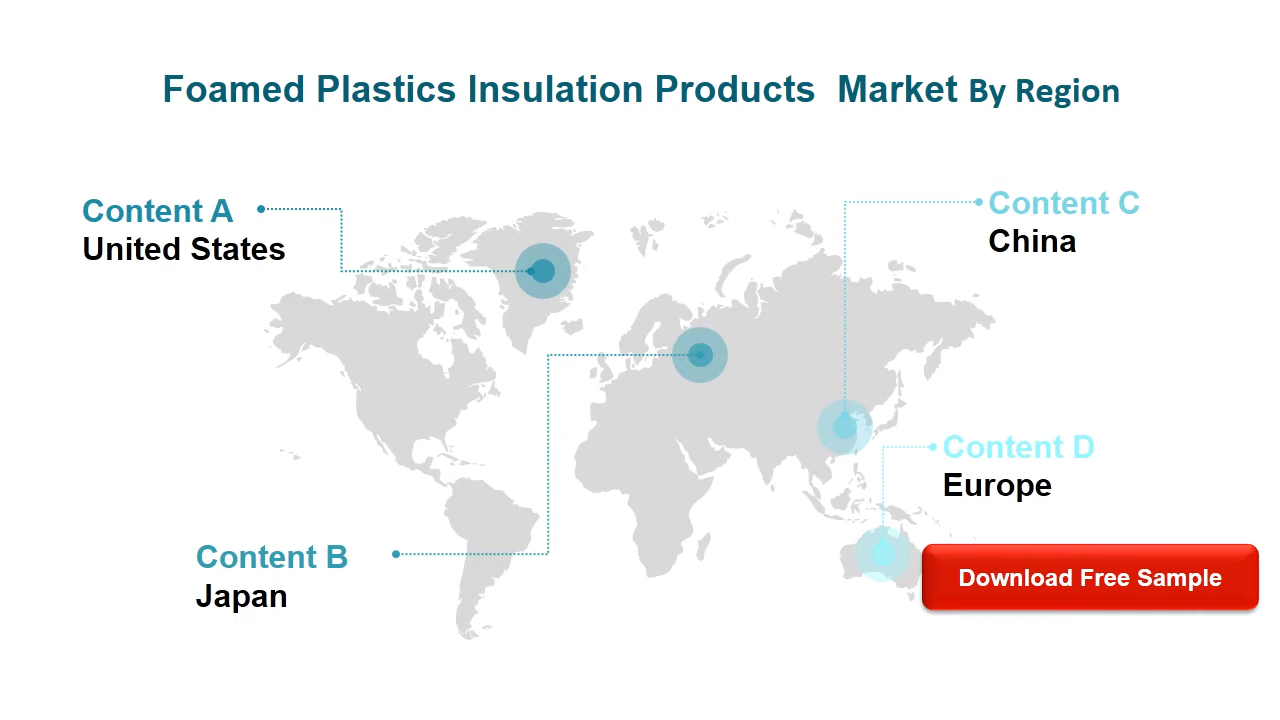 Foamed Plastics Insulation Products  Market By Region
Content A
United States
Content C
China
Content D
Europe
Content B
Japan
Download Free Sample